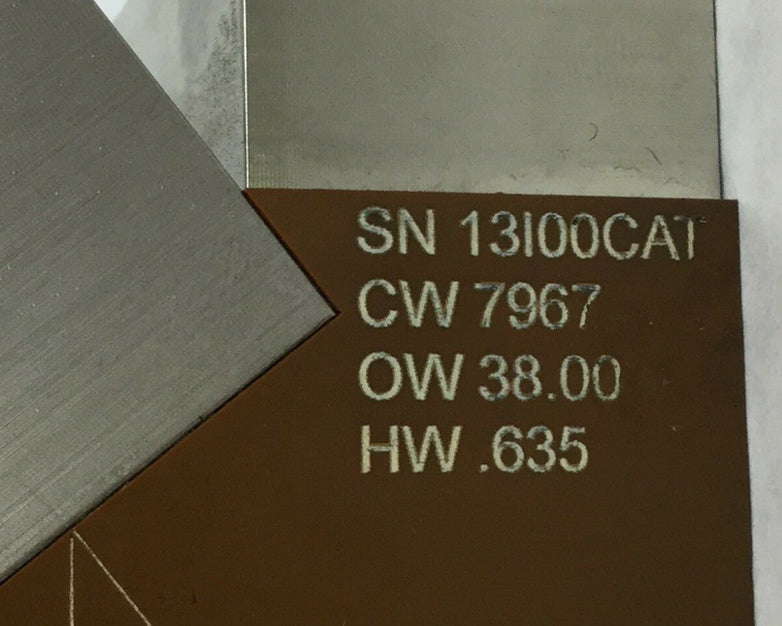 SN 13I00CAT
CW 7967
OW 38.00
HW .635